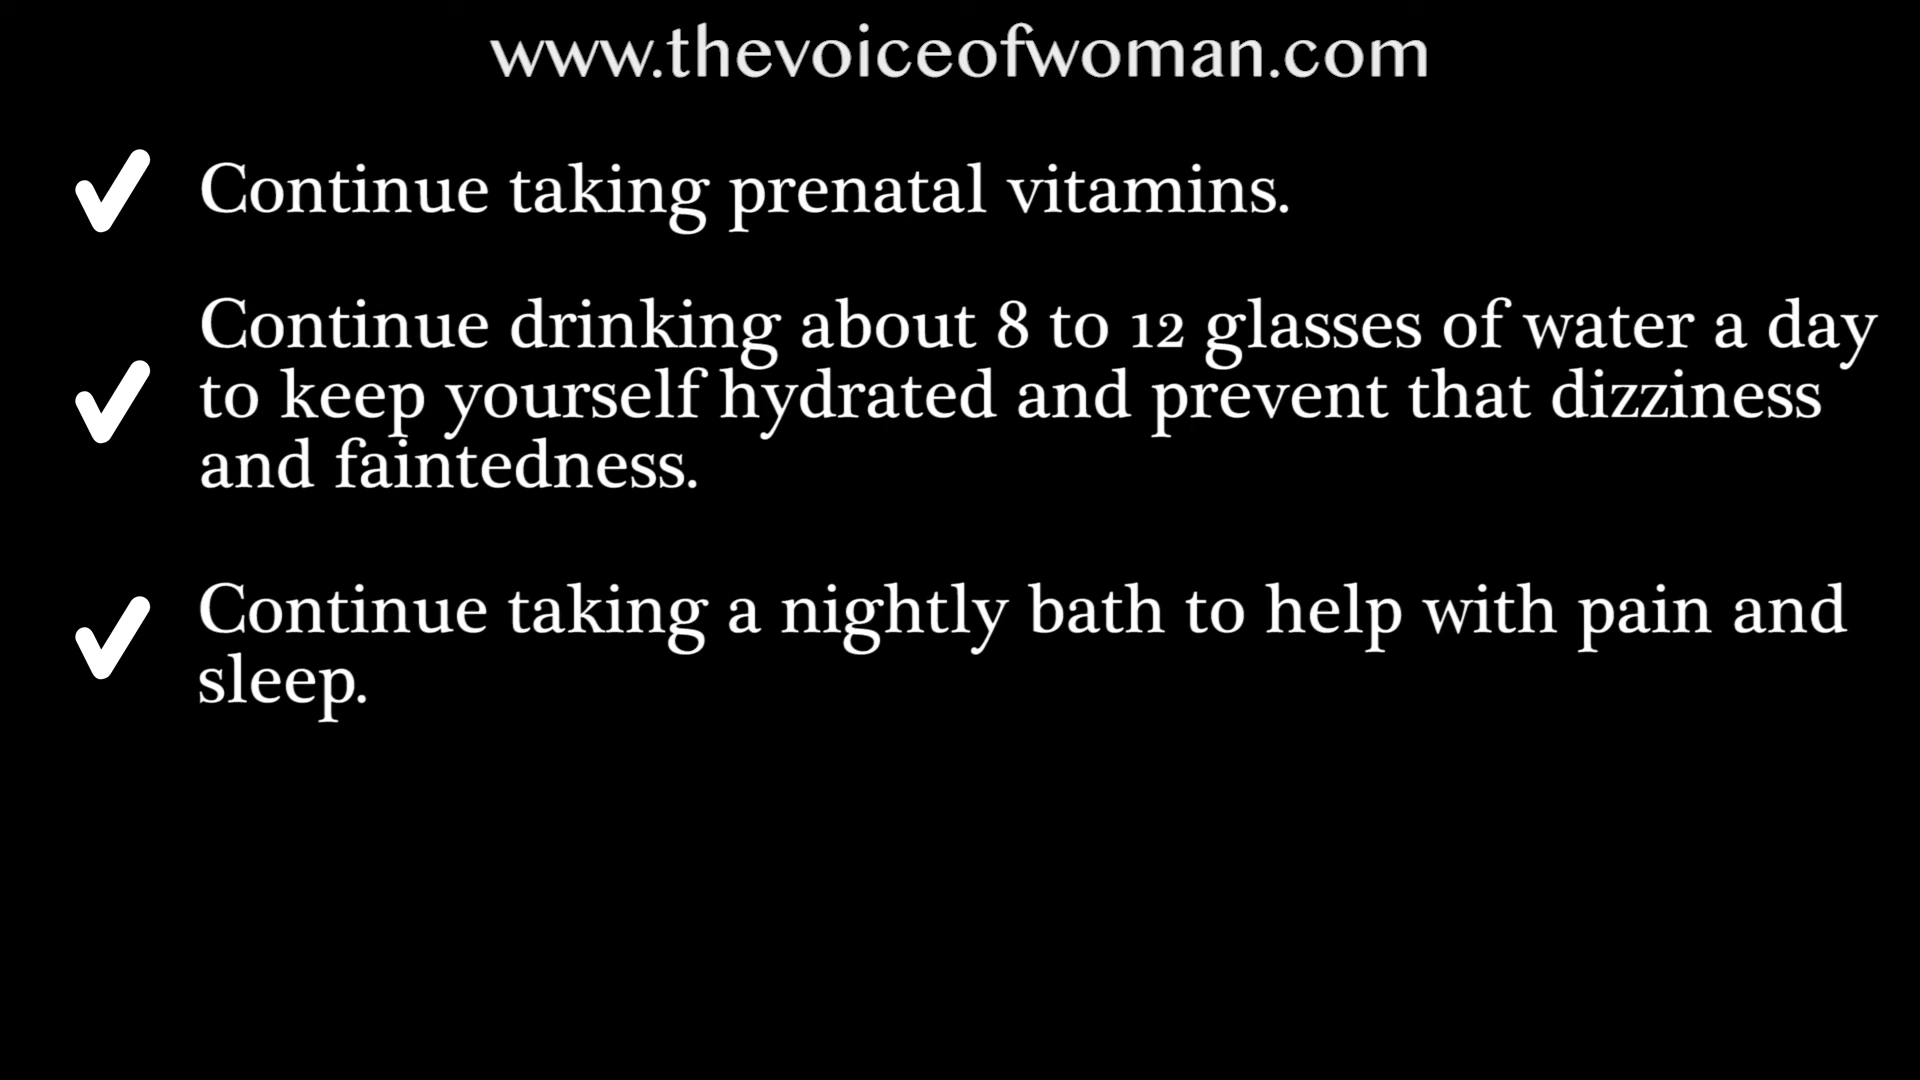 www.thevoiceofwoman.com
Continue taking prenatal vitamins.
Continue drinking about 8 to 12 glasses of water a day
to keep yourself hydrated and prevent that dizziness
and faintedness.
Continue taking a nightly bath to help with pain and
sleep.